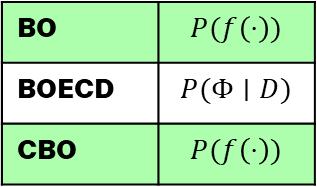 BO P(f(·))
BOECD P(Φ | D)
CBO P(f(·))